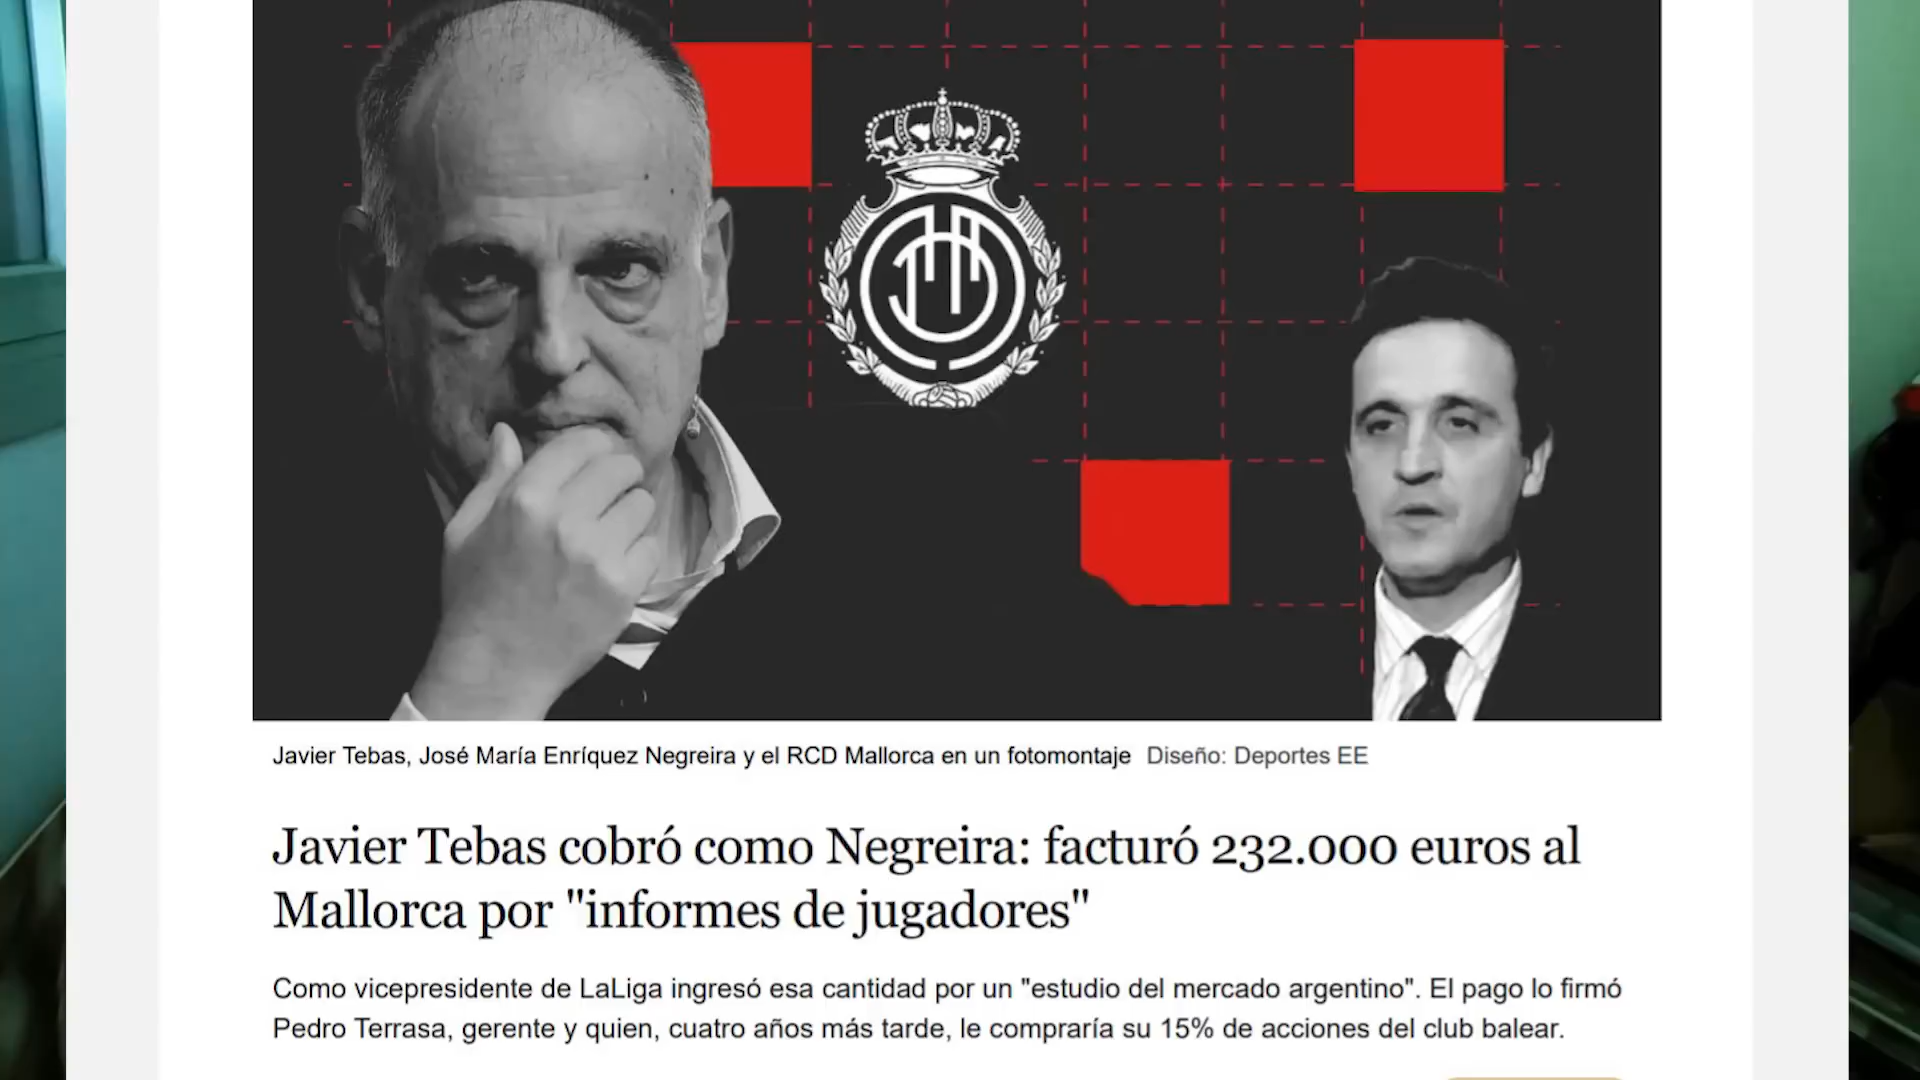 Javier Tebas, José María Enríquez Negreira y el RCD Mallorca en un fotomontaje Diseño: Deportes EE
Javier Tebas cobró como Negreira: facturó 232.000 euros al
Mallorca por "informes de jugadores"
Como vicepresidente de LaLiga ingresó esa cantidad por un "estudio del mercado argentino". El pago lo firmó
Pedro Terrasa, gerente y quien, cuatro años más tarde, le compraría su 15% de acciones del club balear.